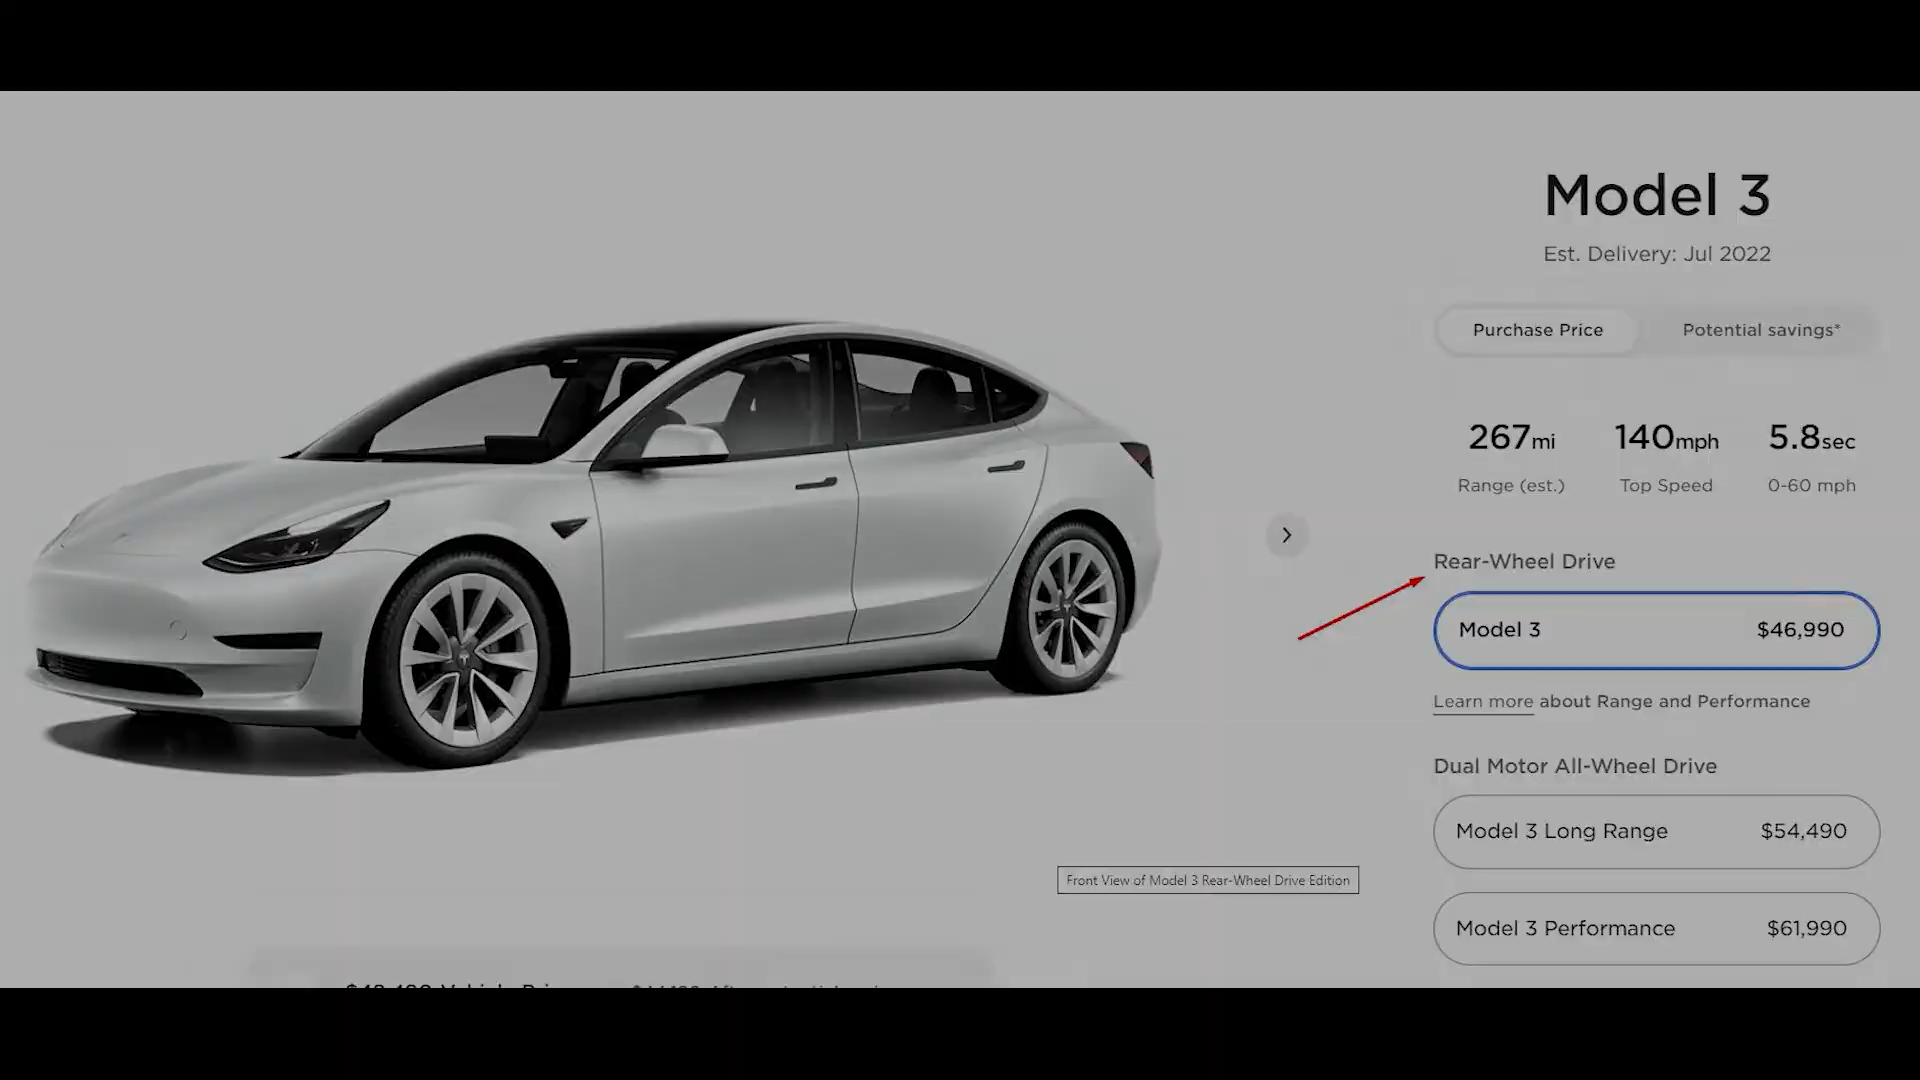 Model 3
Est. Delivery: Jul 2022
Purchase Price
Potential savings*
267mi
140mph
5.8sec
Range (est.)
Top Speed
0-60 mph
Rear-Wheel Drive
Model 3
$46,990
Learn more about Range and Performance
Dual Motor All-Wheel Drive
Model 3 Long Range
$54,490
Front View of Model 3 Rear-Wheel Drive Edition
Model 3 Performance
$61,990